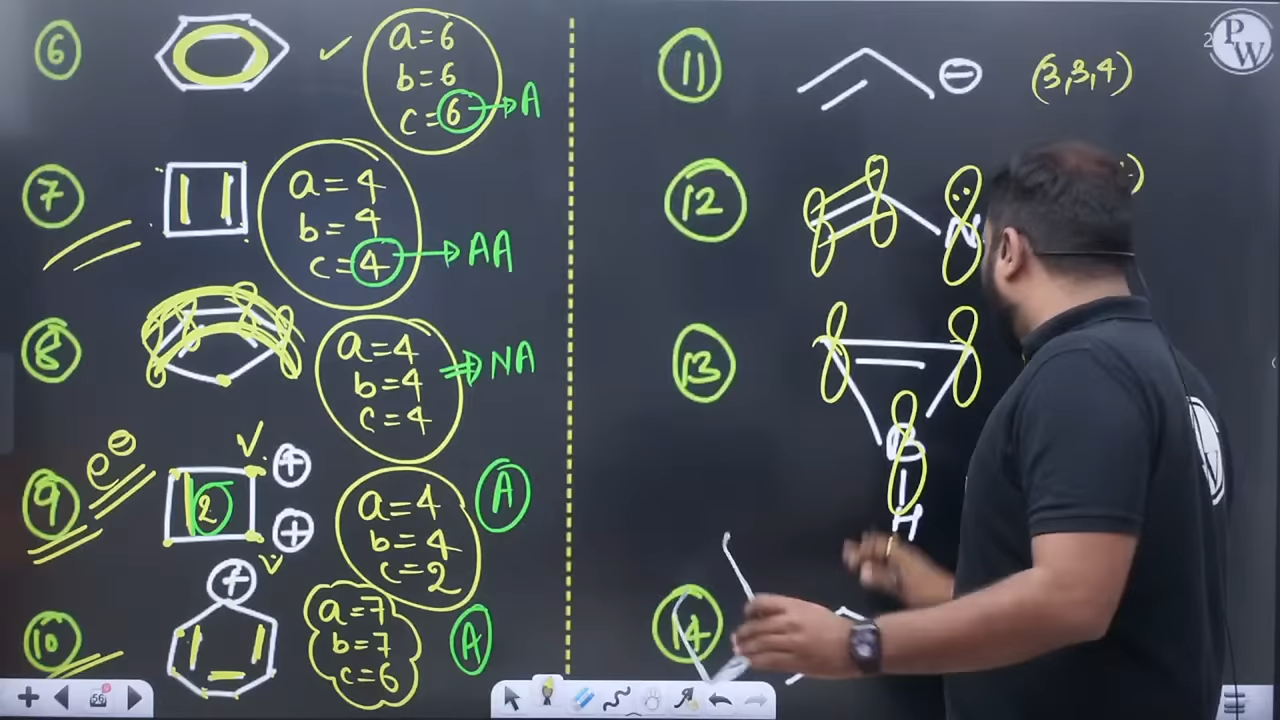 6
a=6
b=6
c=6→A
7
a=4
b=4
c=4→AA
8
a=4
b=4
c=4
⇒NA
9
e⊖
2
+
+
a=4
b=4
c=2
A
10
+
a=7
b=7
c=6
A
11
⊖
(3,3,4)
12
N
13
B
H
14
PW
56